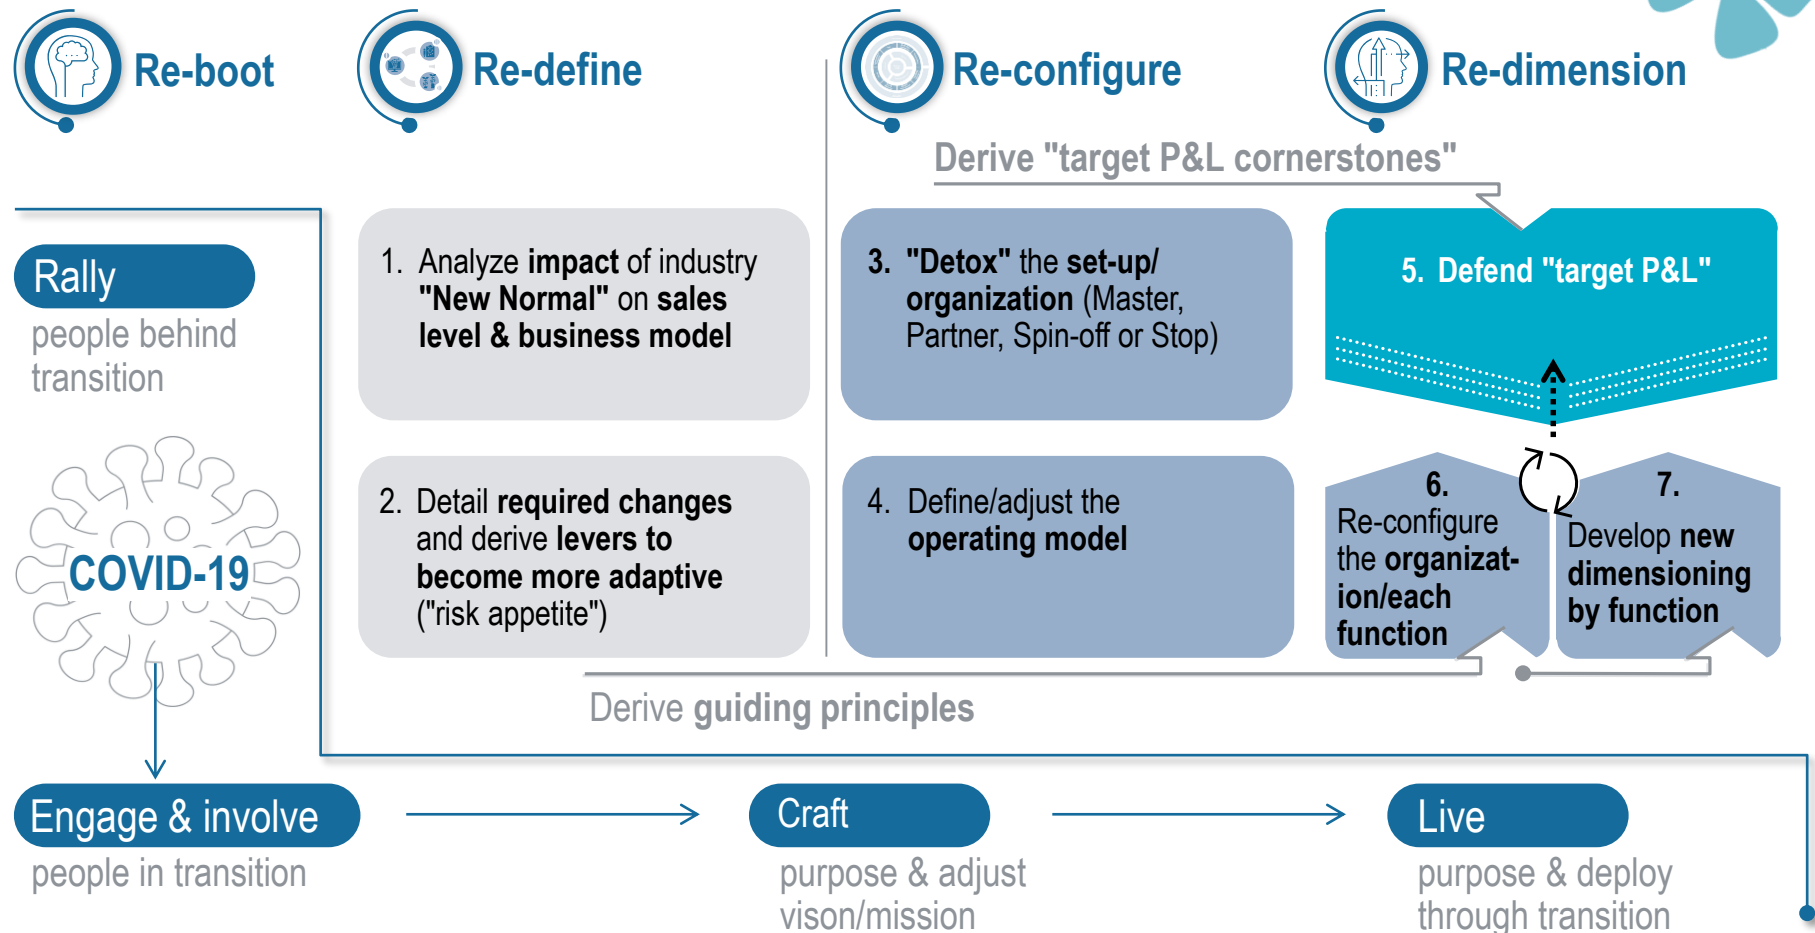 Re-boot
Re-define
Re-configure
Re-dimension
Derive "target P&L cornerstones"
Rally
people behind
transition
COVID-19
1. Analyze impact of industry
"New Normal" on sales
level & business model
2. Detail required changes
and derive levers to
become more adaptive
("risk appetite")
3. "Detox" the set-up/
organization (Master,
Partner, Spin-off or Stop)
4. Define/adjust the
operating model
5. Defend "target P&L"
6.
Re-configure
the organizat-
ion/each
function
7.
Develop new
dimensioning
by function
Derive guiding principles
Engage & involve
people in transition
Craft
purpose & adjust
vison/mission
Live
purpose & deploy
through transition